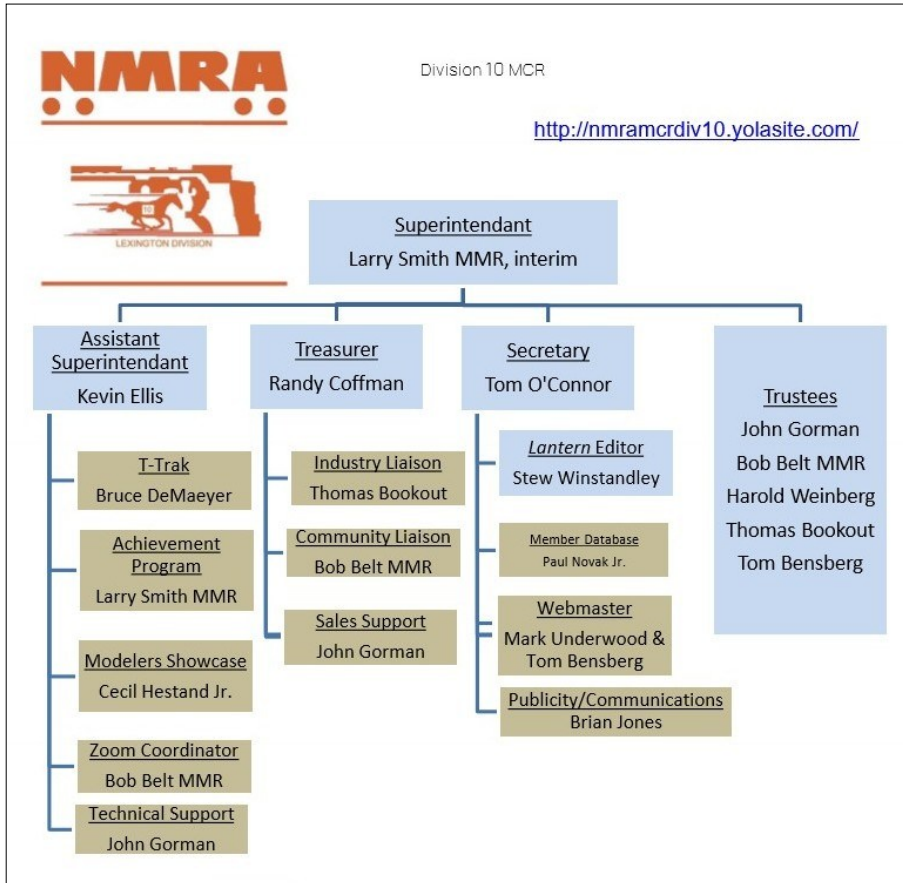 NMRA
Division 10 MCR
http://nmramcrdiv10.yolasite.com/
10
LEXINGTON DIVISION
Superintendant
Larry Smith MMR, interim
Assistant
Superintendant
Kevin Ellis
Treasurer
Randy Coffman
Secretary
Tom O'Connor
Trustees
John Gorman
Bob Belt MMR
Harold Weinberg
Thomas Bookout
Tom Bensberg
T-Trak
Bruce DeMaeyer
Achievement
Program
Larry Smith MMR
Modelers Showcase
Cecil Hestand Jr.
Zoom Coordinator
Bob Belt MMR
Technical Support
John Gorman
Industry Liaison
Thomas Bookout
Community Liaison
Bob Belt MMR
Sales Support
John Gorman
Lantern Editor
Stew Winstandley
Member Database
Paul Novak Jr.
Webmaster
Mark Underwood &
Tom Bensberg
Publicity/Communications
Brian Jones